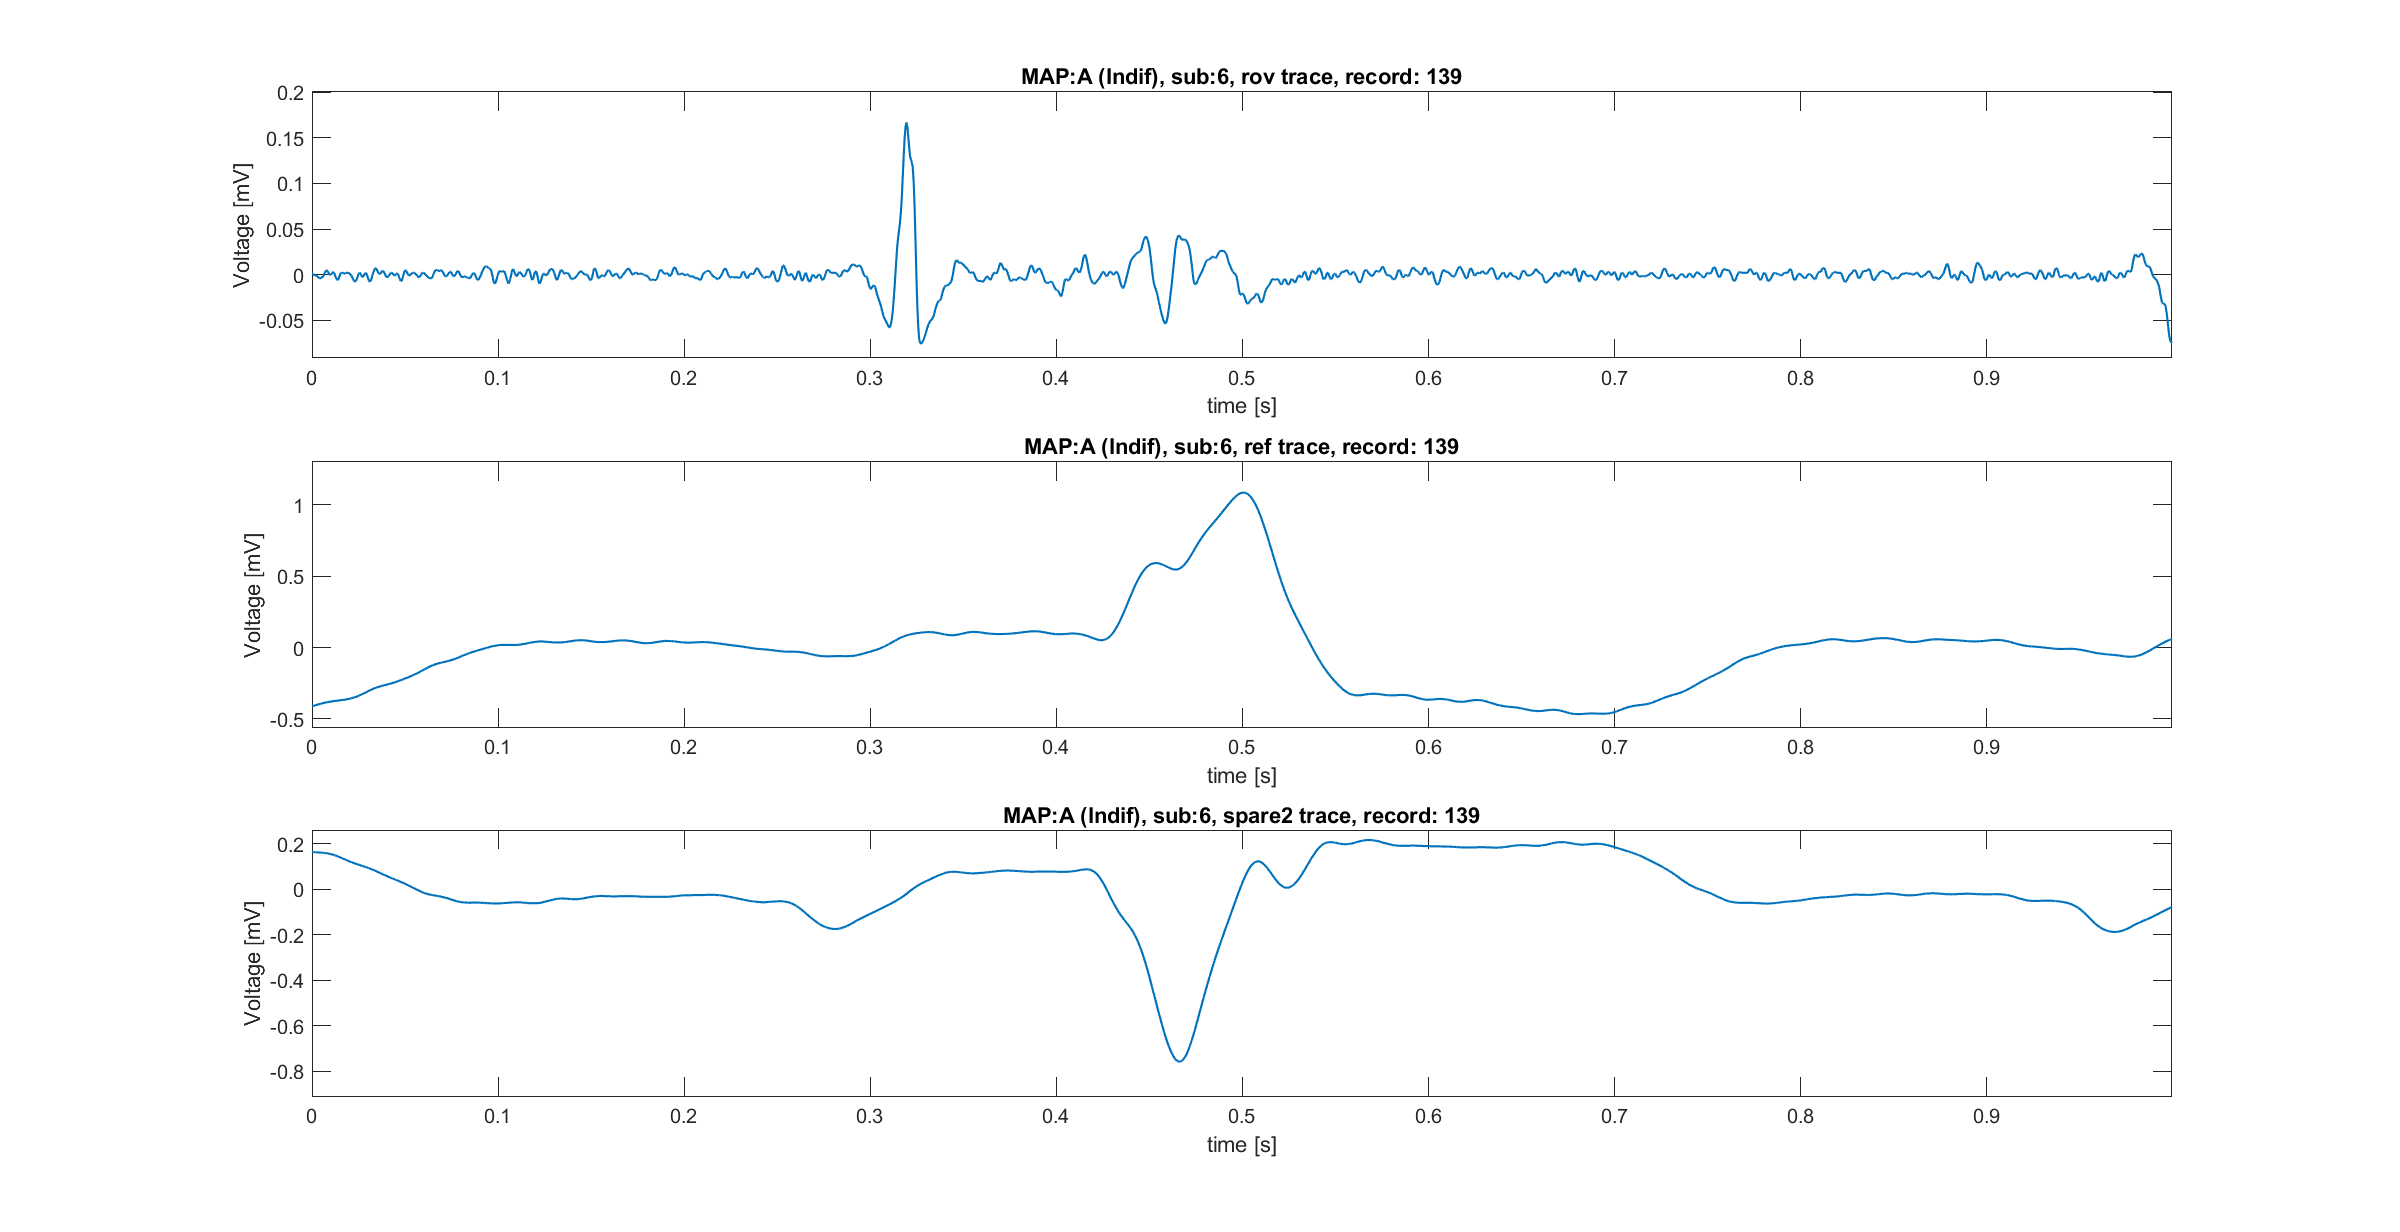 MAP:A (Indif), sub:6, rov trace, record: 139
Voltage [mV]
0.2
0.15
0.1
0.05
0
-0.05
0 0.1 0.2 0.3 0.4 0.5 0.6 0.7 0.8 0.9
time [s]
MAP:A (Indif), sub:6, ref trace, record: 139
Voltage [mV]
1
0.5
0
-0.5
0 0.1 0.2 0.3 0.4 0.5 0.6 0.7 0.8 0.9
time [s]
MAP:A (Indif), sub:6, spare2 trace, record: 139
Voltage [mV]
0.2
0
-0.2
-0.4
-0.6
-0.8
0 0.1 0.2 0.3 0.4 0.5 0.6 0.7 0.8 0.9
time [s]